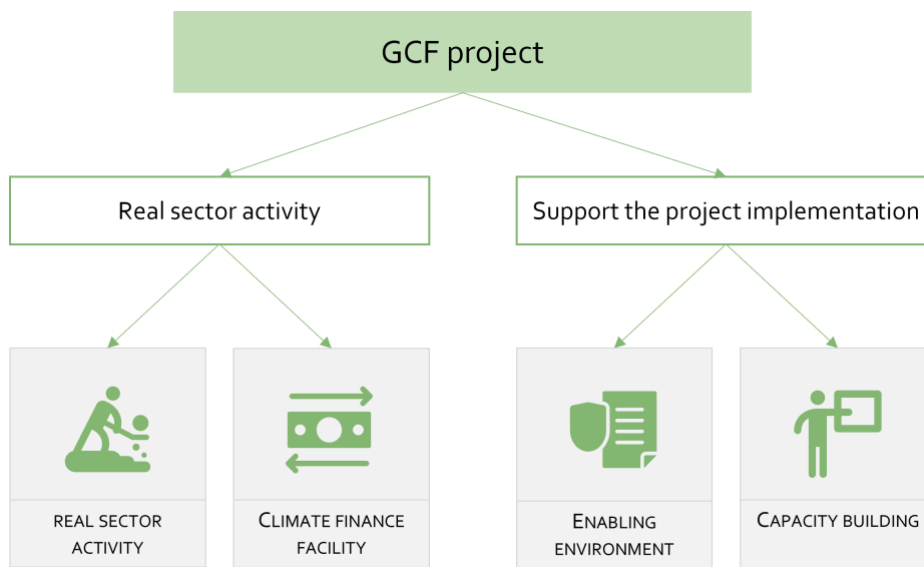 GCF project
Real sector activity
Support the project implementation
REAL SECTOR
ACTIVITY
CLIMATE FINANCE
FACILITY
ENABLING
ENVIRONMENT
CAPACITY BUILDING